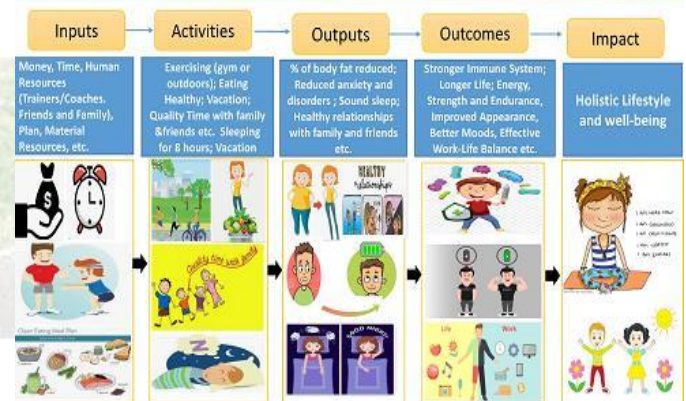 Inputs
Activities
Outputs
Outcomes
Impact
Money, Time, Human
Resources
(Trainers/Coaches.
Friends and Family),
Plan, Material
Resources, etc.
Exercising (gym or
outdoors); Eating
Healthy; Vacation;
Quality Time with family
&friends etc. Sleeping
for 8 hours; Vacation
% of body fat reduced;
Reduced anxiety and
disorders ; Sound sleep;
Healthy relationships
with family and friends
etc.
Stronger Immune System;
Longer Life; Energy,
Strength and Endurance,
Improved Appearance,
Better Moods, Effective
Work-Life Balance etc.
Holistic Lifestyle
and well-being
$
Clean Eating Meal Plan
Quality time with family
Z
HEALTHY
relationships
GOOD NIGHT!
Life
Work